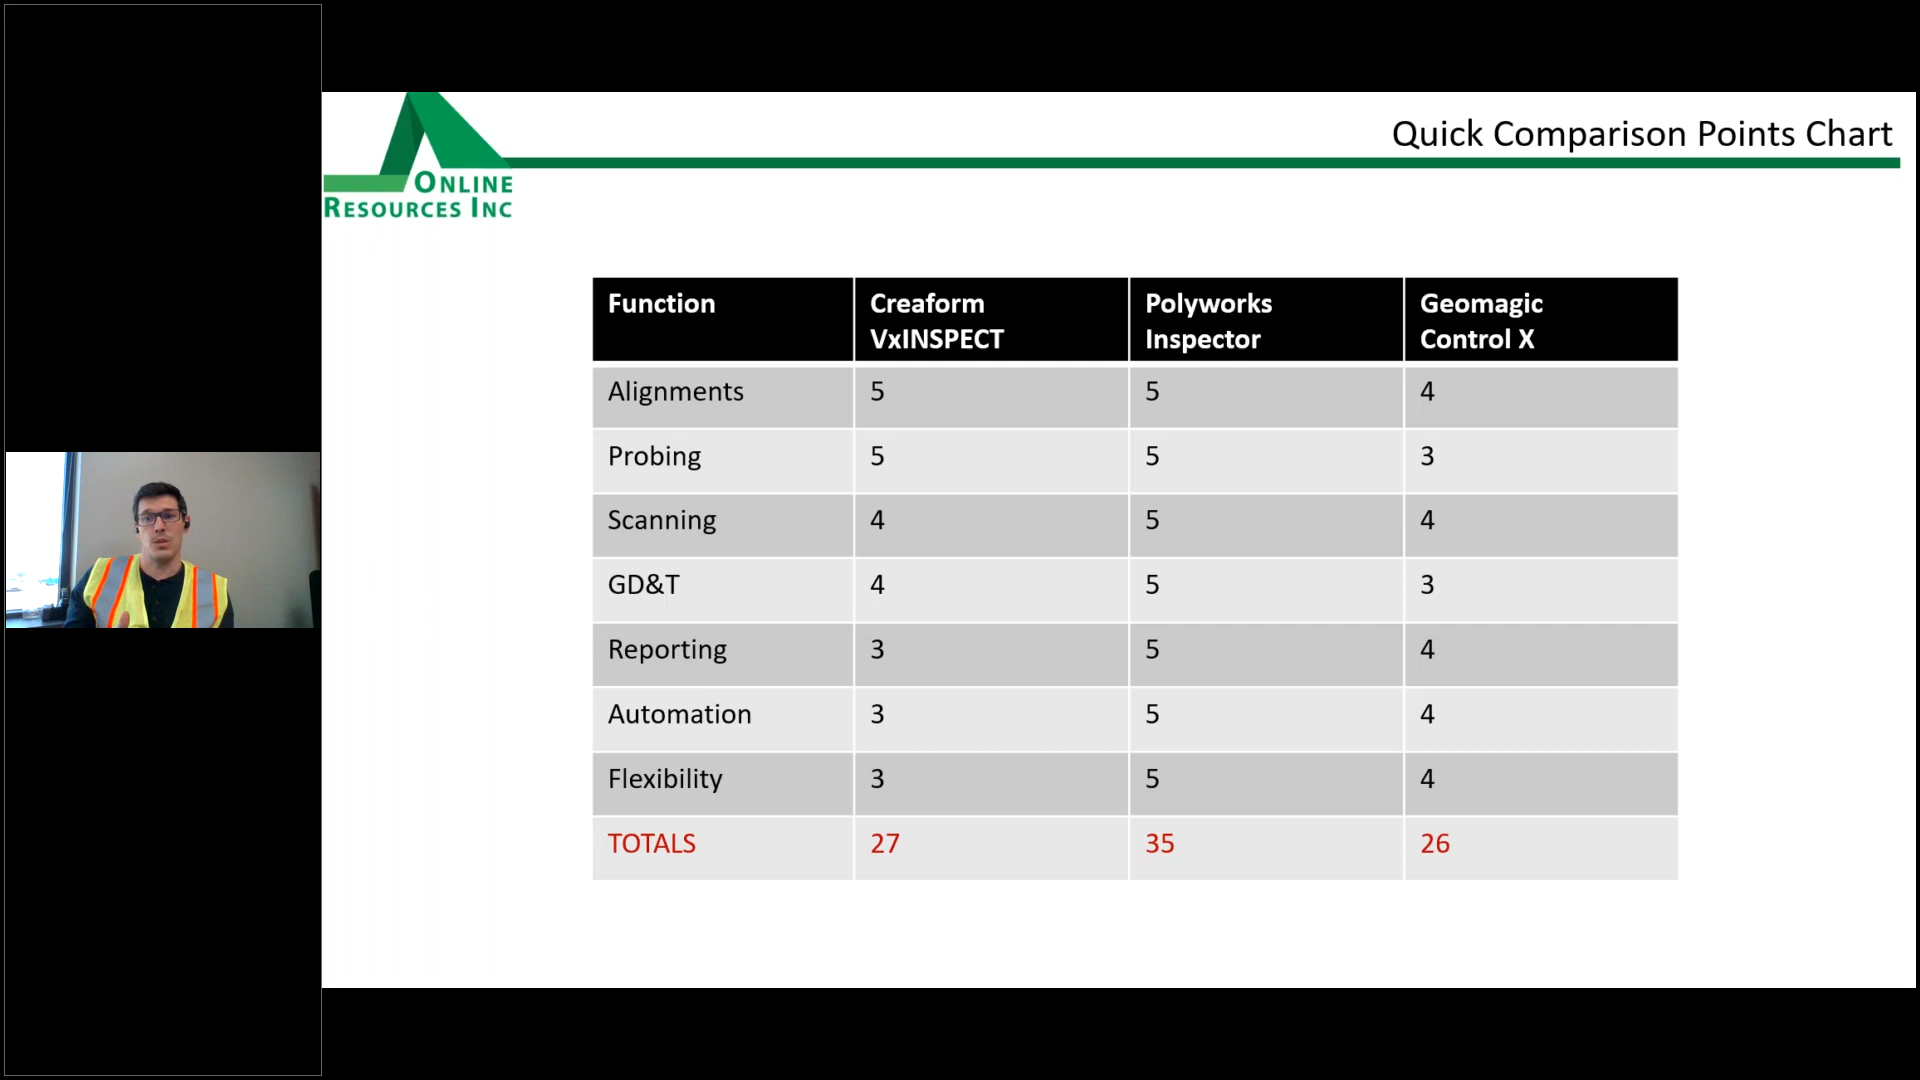 Quick Comparison Points Chart
ONLINE
RESOURCES INC
Function Creaform VxINSPECT Polyworks Inspector Geomagic Control X
Alignments 5 5 4
Probing 5 5 3
Scanning 4 5 4
GD&T 4 5 3
Reporting 3 5 4
Automation 3 5 4
Flexibility 3 5 4
TOTALS 27 35 26